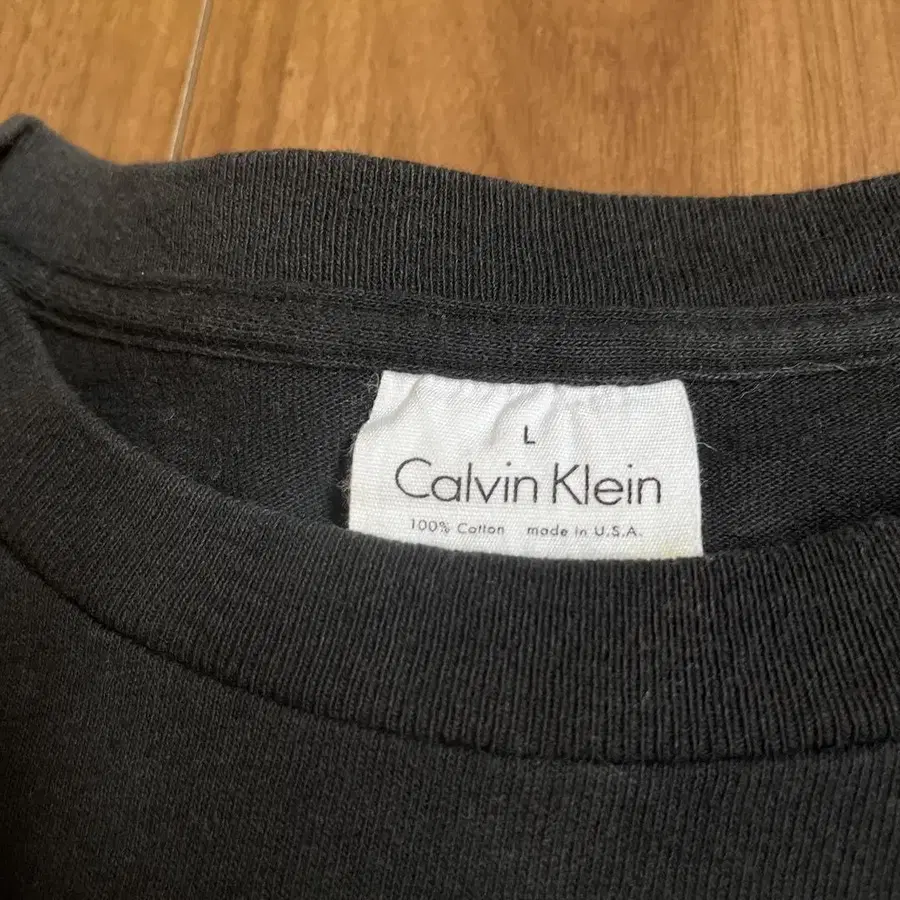 L
Calvin Klein
100% Cotton made in U.S.A.